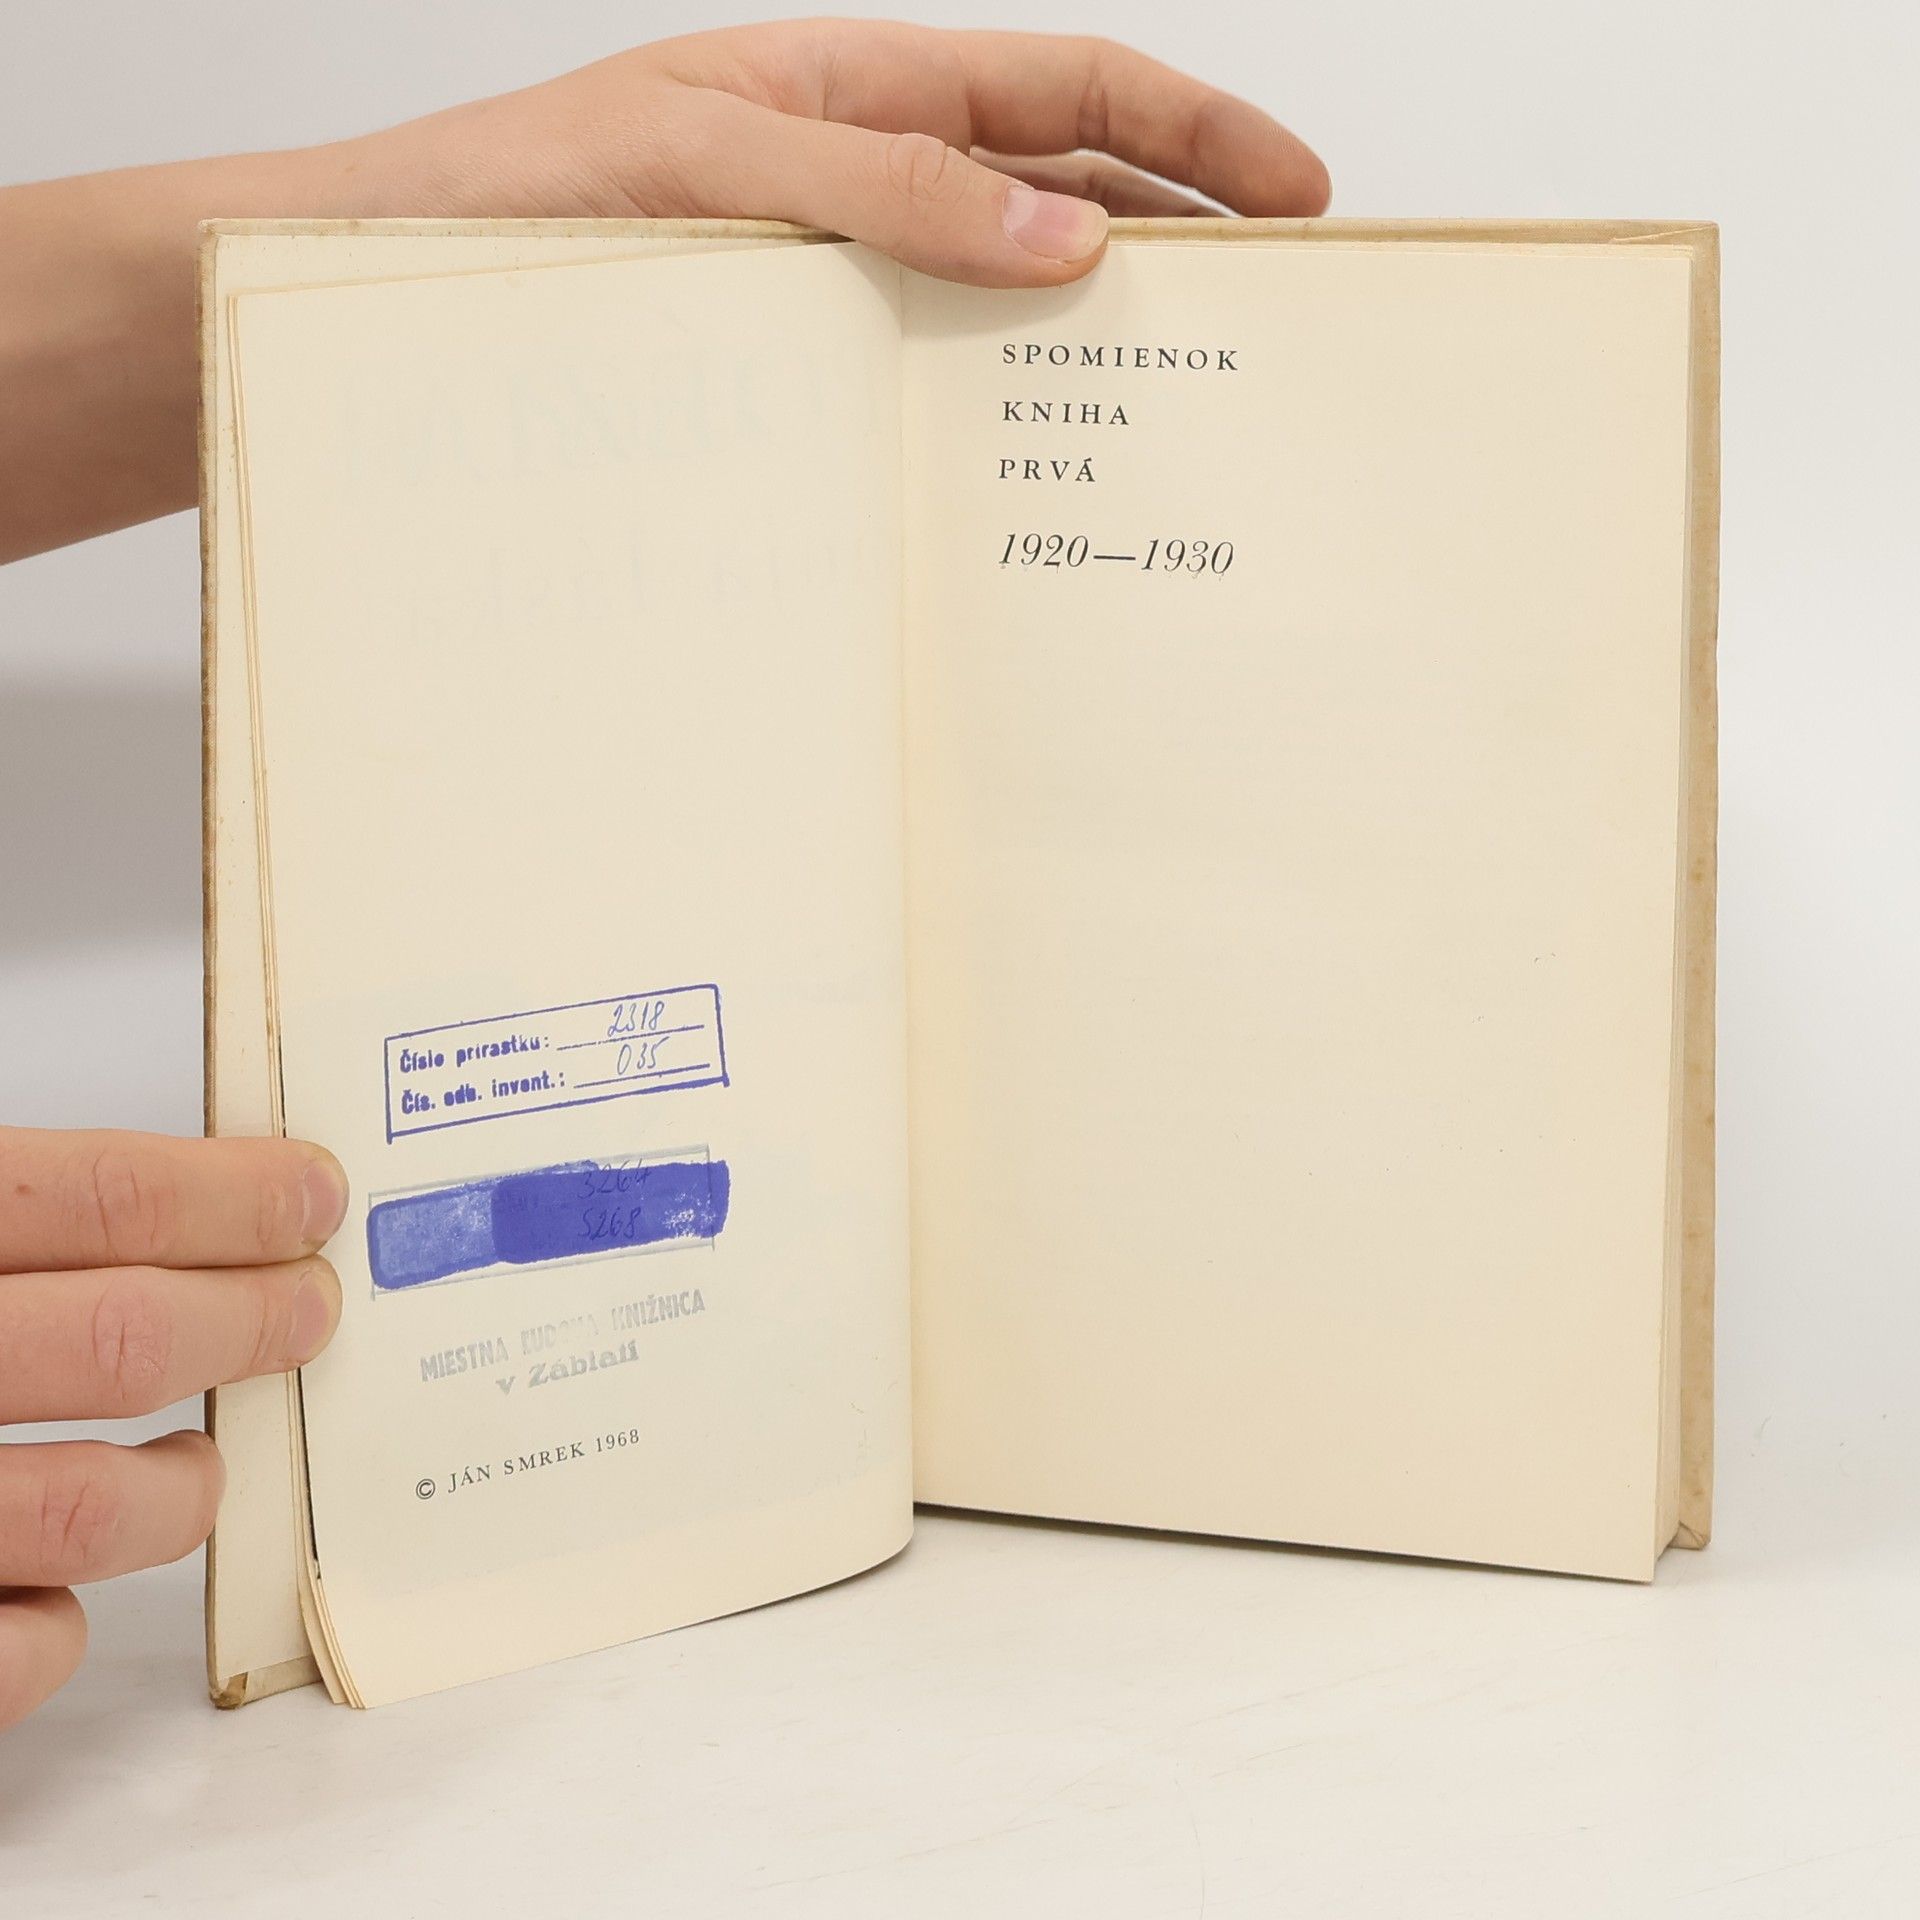 Číslo prírastku: 2318
Čís. odb. invent.: 035
3264
5268
MIESTNA ĽUDOVÁ KNIŽNICA
v Záblatí
© JÁN SMREK 1968
SPOMIENOK
KNIHA
PRVÁ
1920—1930